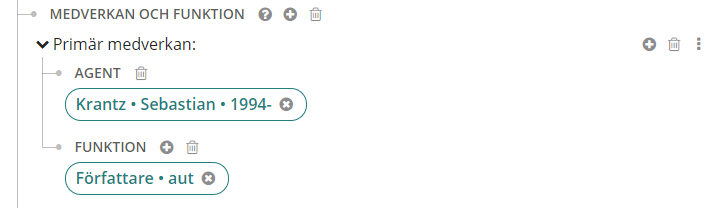 MEDVERKAN OCH FUNKTION
Primär medverkan:
AGENT
Krantz • Sebastian • 1994-
FUNKTION
Författare • aut